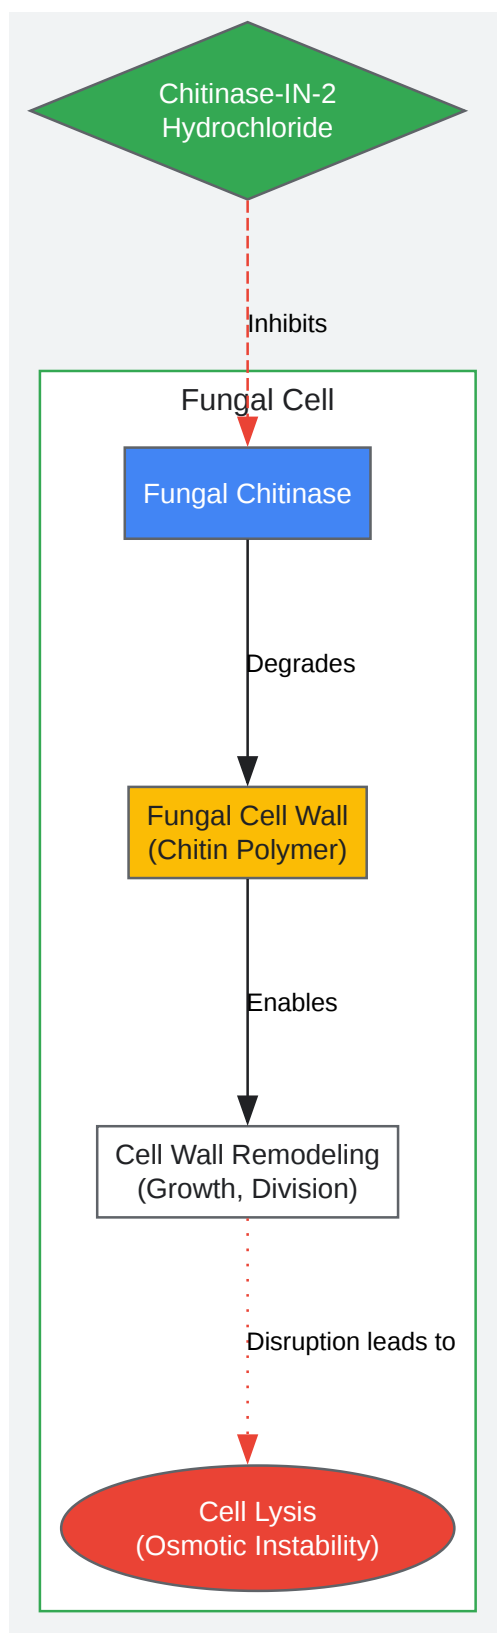 Chitinase-IN-2
Hydrochloride
Inhibits
Fungal Cell
Fungal Chitinase
Degrades
Fungal Cell Wall
(Chitin Polymer)
Enables
Cell Wall Remodeling
(Growth, Division)
Disruption leads to
Cell Lysis
(Osmotic Instability)